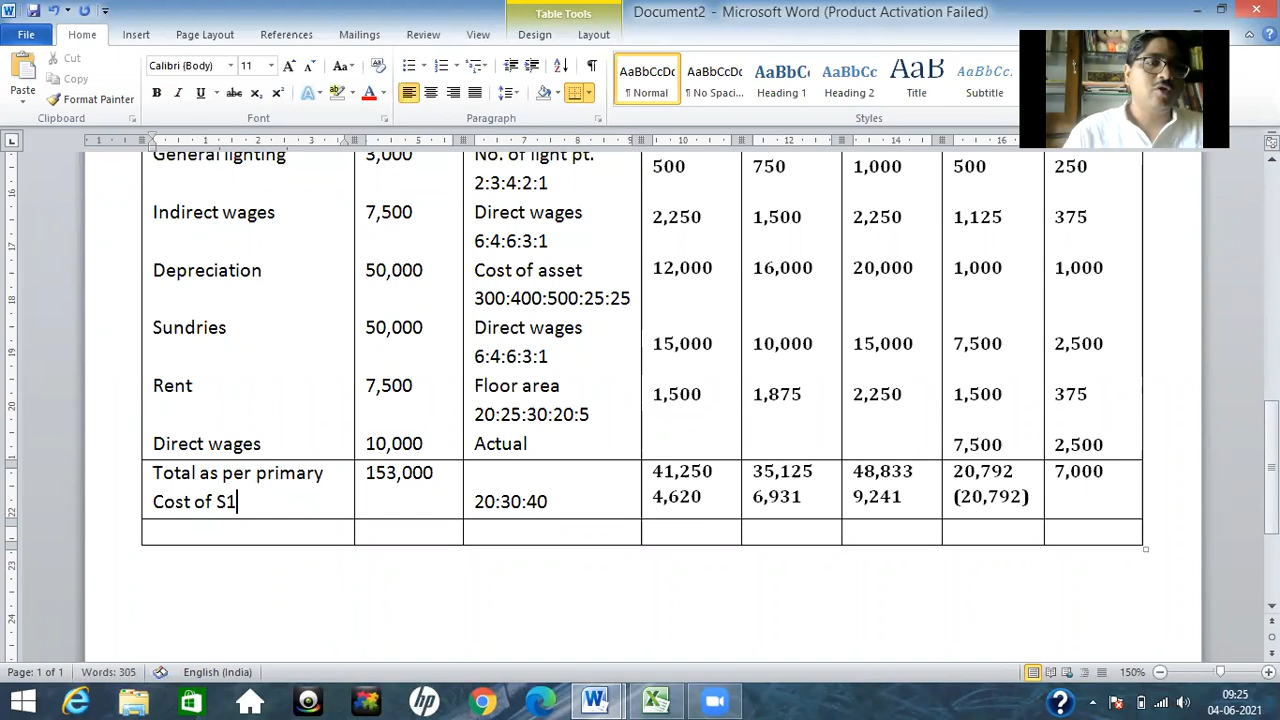 Table Tools
Document2 - Microsoft Word (Product Activation Failed)
File Home Insert Page Layout References Mailings Review View Design Layout
Paste
Cut
Copy
Format Painter
Calibri (Body) 11
AaBbCcDc AaBbCcDc AaBbCc AaBbCc AaB AaBbCc.
¶ Normal ¶ No Spaci... Heading 1 Heading 2 Title Subtitle
Clipboard Font Paragraph Styles
General lighting 3,000 No. of light pt. 500 750 1,000 500 250
2:3:4:2:1
Indirect wages 7,500 Direct wages 2,250 1,500 2,250 1,125 375
6:4:6:3:1
Depreciation 50,000 Cost of asset 12,000 16,000 20,000 1,000 1,000
300:400:500:25:25
Sundries 50,000 Direct wages 15,000 10,000 15,000 7,500 2,500
6:4:6:3:1
Rent 7,500 Floor area 1,500 1,875 2,250 1,500 375
20:25:30:20:5
Direct wages 10,000 Actual 7,500 2,500
Total as per primary 153,000 41,250 35,125 48,833 20,792 7,000
Cost of S1 20:30:40 4,620 6,931 9,241 (20,792)
Page: 1 of 1 Words: 305 English (India) 150%
09:25
04-06-2021